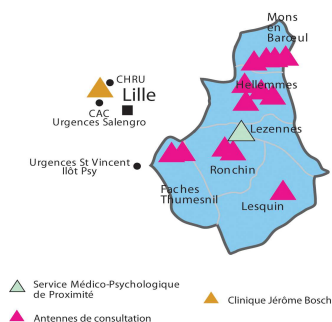 Mons
en
Barœul
CHRU
Hellemmes
Lille
CAC
Urgences Salengro
Lezennes
Urgences St Vincent
Ilôt Psy
Ronchin
Faches
Thumesnil
Lesquin
Service Médico-Psychologique
de Proximité
Clinique Jérôme Bosch
Antennes de consultation